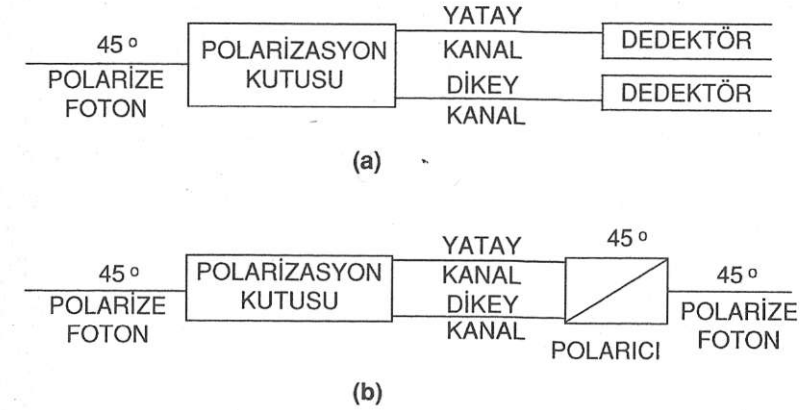 YATAY
45 º
POLARİZASYON
KANAL
DEDEKTÖR
POLARİZE
KUTUSU
DİKEY
DEDEKTÖR
FOTON
KANAL
(a)
YATAY
45 º
45 º
POLARİZASYON
KANAL
45 º
POLARİZE
KUTUSU
DİKEY
POLARİZE
FOTON
KANAL
FOTON
POLARICI
(b)